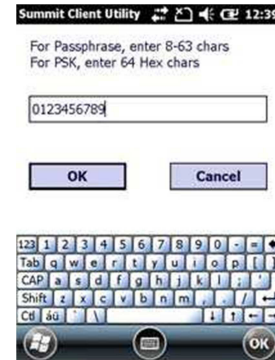 Summit Client Utility 12:39
For Passphrase, enter 8-63 chars
For PSK, enter 64 Hex chars
0123456789
OK Cancel
123 1 2 3 4 5 6 7 8 9 0 - =
Tab q w e r t y u i o p [ ]
CAP a s d f g h j k l ; '
Shift z x c v b n m , . /
Ctl áü ` \
OK